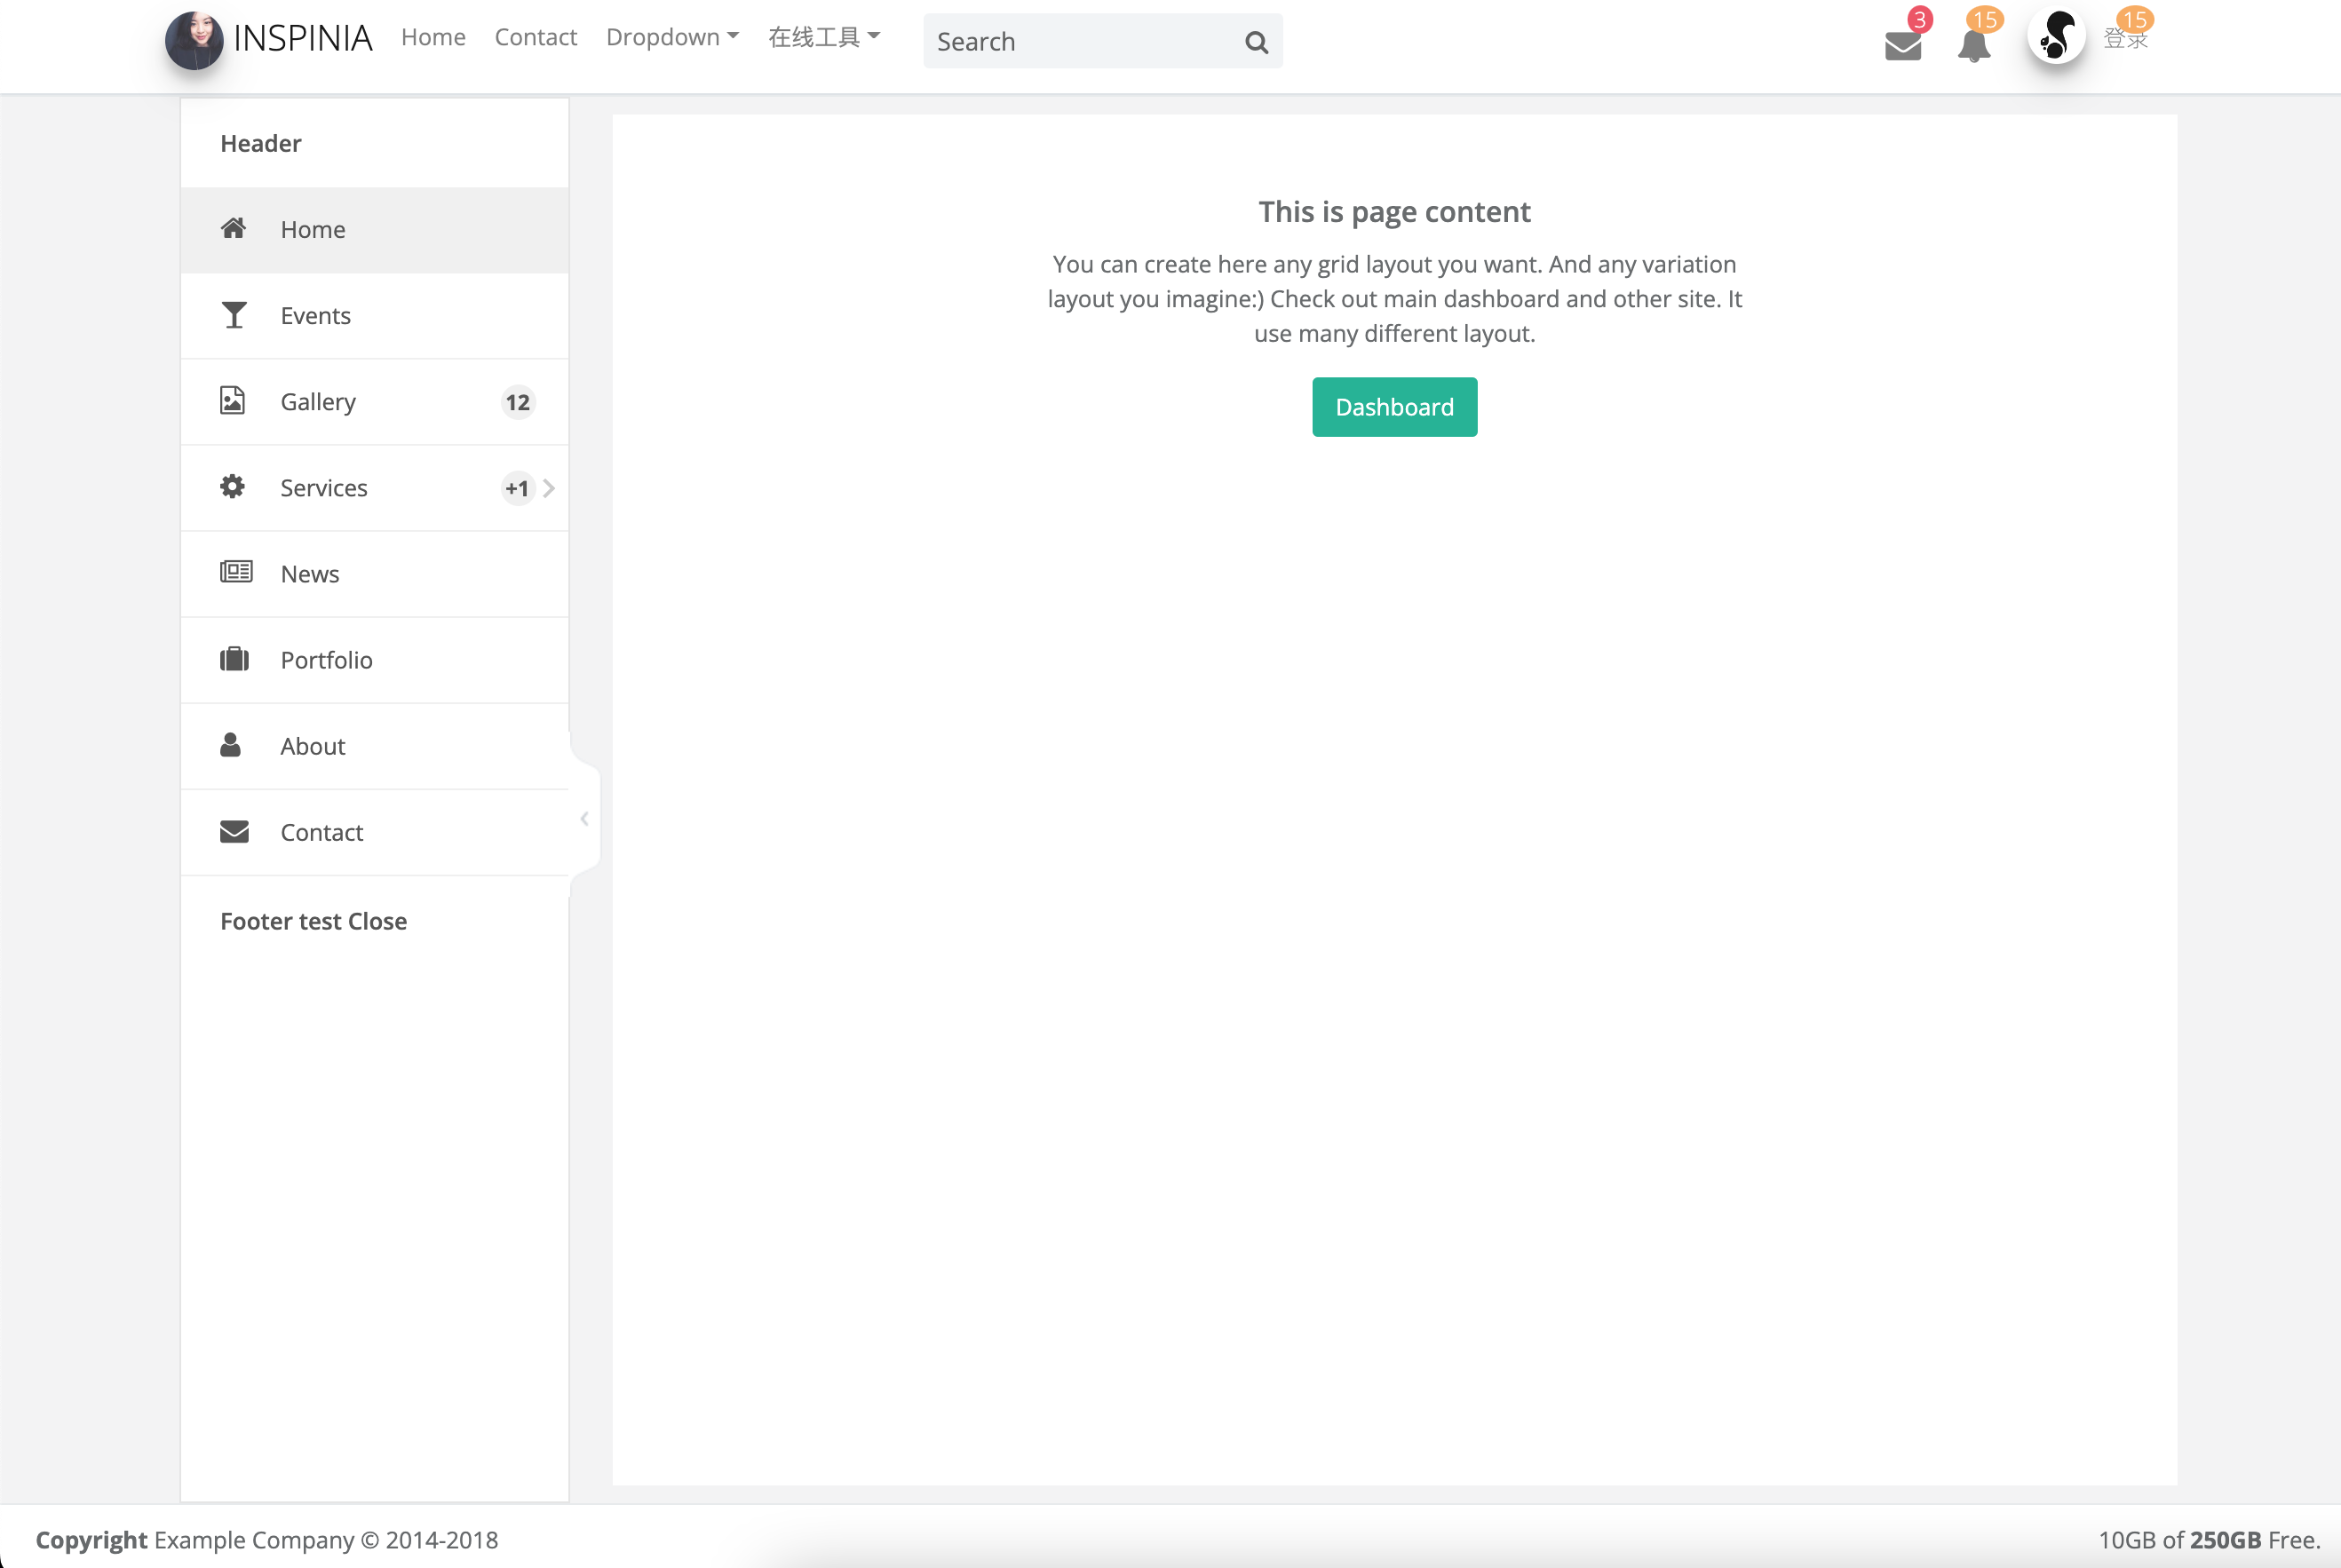 INSPINIA Home Contact Dropdown 在线工具 Search 3 15 15 登录
Header
Home
Events
Gallery 12
Services +1
News
Portfolio
About
Contact
Footer test Close
This is page content
You can create here any grid layout you want. And any variation
layout you imagine:) Check out main dashboard and other site. It
use many different layout.
Dashboard
Copyright Example Company © 2014-2018
10GB of 250GB Free.